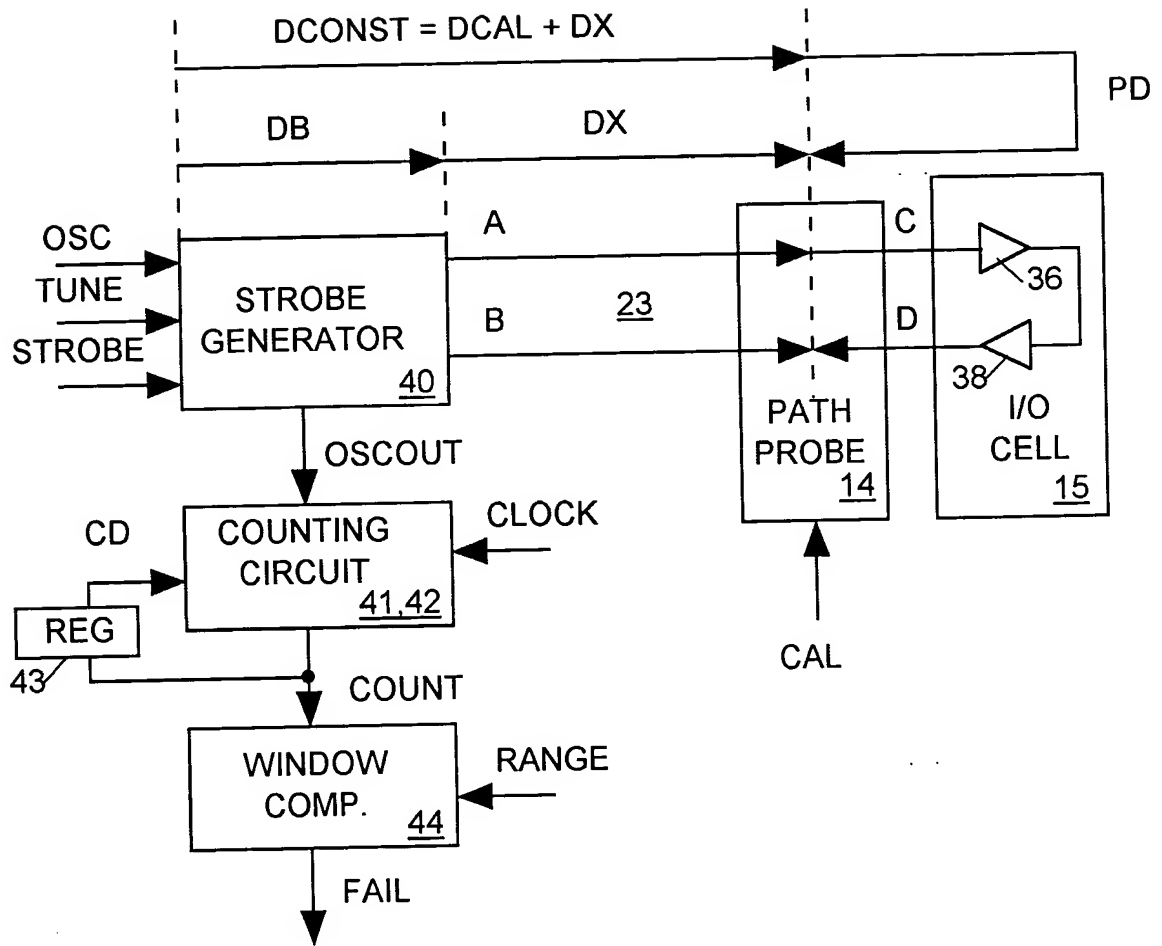 DCONST = DCAL + DX
PD
DB
DX
OSC
TUNE
STROBE
STROBE
GENERATOR
40
A
B
23
C
D
36
38
PATH
PROBE
14
I/O
CELL
15
OSCOUT
CD
COUNTING
CIRCUIT
41,42
CLOCK
REG
43
CAL
COUNT
WINDOW
COMP.
44
RANGE
FAIL